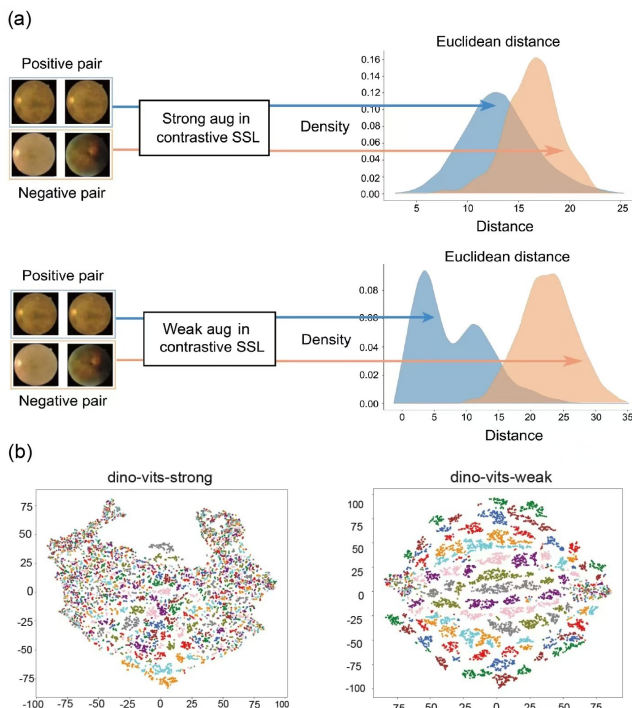 (a)
Positive pair
Negative pair
Strong aug in
contrastive SSL
Density
Euclidean distance
0.16
0.14
0.12
0.10
0.08
0.06
0.04
0.02
0.00
5 10 15 20 25
Distance
Positive pair
Negative pair
Weak aug in
contrastive SSL
Density
Euclidean distance
0.08
0.06
0.04
0.02
0.00
0 5 10 15 20 25 30 35
Distance
(b)
dino-vits-strong
75
50
25
0
-25
-50
-75
-100 -75 -50 -25 0 25 50 75 100
dino-vits-weak
100
75
50
25
0
-25
-50
-75
-100
-75 -50 -25 0 25 50 75